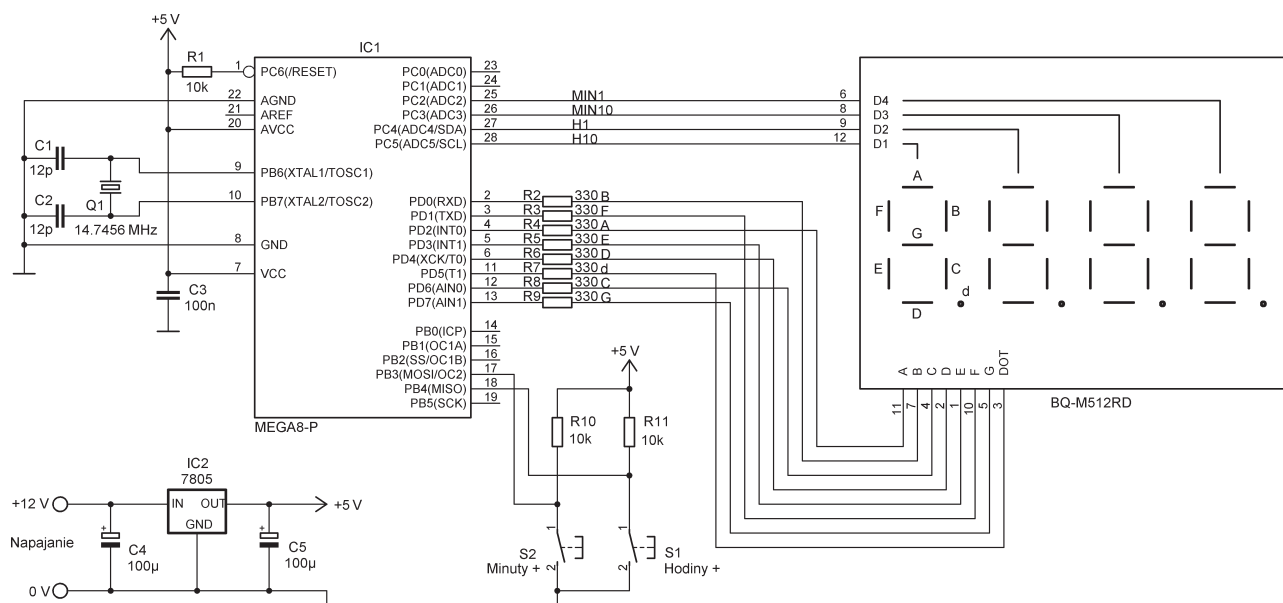 +5 V
R1
10k
IC1
1 PC6(/RESET)
22 AGND
21 AREF
20 AVCC
9 PB6(XTAL1/TOSC1)
10 PB7(XTAL2/TOSC2)
8 GND
7 VCC
C1
12p
C2
12p
Q1
14.7456 MHz
C3
100n
PC0(ADC0) 23
PC1(ADC1) 24
PC2(ADC2) 25 MIN1 6 D4
PC3(ADC3) 26 MIN10 8 D3
PC4(ADC4/SDA) 27 H1 9 D2
PC5(ADC5/SCL) 28 H10 12 D1
PD0(RXD) 2 R2 330 B
PD1(TXD) 3 R3 330 F
PD2(INT0) 4 R4 330 A
PD3(INT1) 5 R5 330 E
PD4(XCK/T0) 6 R6 330 D
PD5(T1) 11 R7 330 d
PD6(AIN0) 12 R8 330 C
PD7(AIN1) 13 R9 330 G
PB0(ICP) 14
PB1(OC1A) 15
PB2(SS/OC1B) 16
PB3(MOSI/OC2) 17
PB4(MISO) 18
PB5(SCK) 19
MEGA8-P
A
F B
G
E C
d
D
A B C D E F G DOT
11 7 4 2 1 10 5 3
BQ-M512RD
+5 V
R10
10k
R11
10k
1 1
S2
Minuty +
2 2
S1
Hodiny +
IC2
7805
+12 V
IN OUT
GND
+5 V
Napajanie
+
C4
100µ
+
C5
100µ
0 V